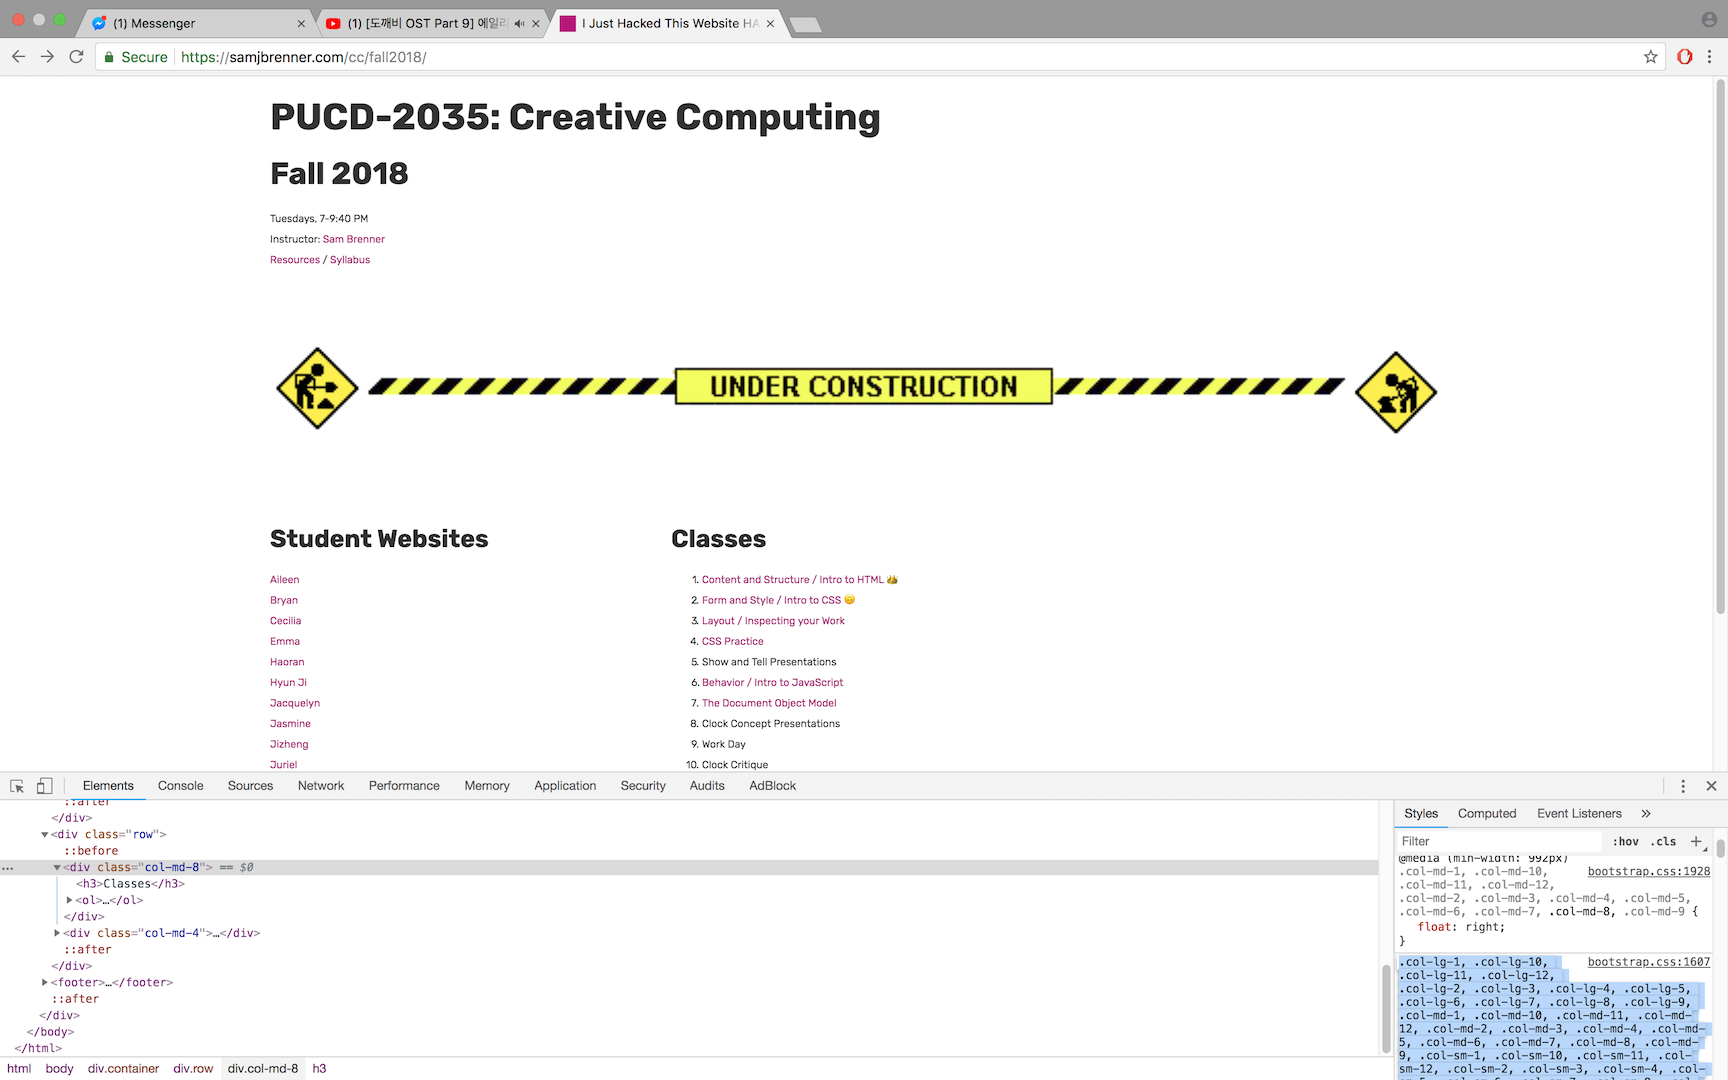 (1) Messenger
(1) [도깨비 OST Part 9] 에일리
I Just Hacked This Website HA
Secure
https://samjbrenner.com/cc/fall2018/
PUCD-2035: Creative Computing
Fall 2018
Tuesdays, 7-9:40 PM
Instructor: Sam Brenner
Resources / Syllabus
UNDER CONSTRUCTION
Student Websites
Aileen
Bryan
Cecilia
Emma
Haoran
Hyun Ji
Jacquelyn
Jasmine
Jizheng
Juriel
Classes
1. Content and Structure / Intro to HTML
2. Form and Style / Intro to CSS
3. Layout / Inspecting your Work
4. CSS Practice
5. Show and Tell Presentations
6. Behavior / Intro to JavaScript
7. The Document Object Model
8. Clock Concept Presentations
9. Work Day
10. Clock Critique
Elements Console Sources Network Performance Memory Application Security Audits AdBlock
::after
</div>
<div class="row">
::before
<div class="col-md-8"> == $0
<h3>Classes</h3>
<ol>…</ol>
</div>
<div class="col-md-4">…</div>
::after
</div>
<footer>…</footer>
::after
</div>
</body>
</html>
html body div.container div.row div.col-md-8 h3
Styles Computed Event Listeners »
Filter :hov .cls +
@media (min-width: 992px)
.col-md-1, .col-md-10, bootstrap.css:1928
.col-md-11, .col-md-12,
.col-md-2, .col-md-3, .col-md-4, .col-md-5,
.col-md-6, .col-md-7, .col-md-8, .col-md-9 {
float: right;
}
.col-lg-1, .col-lg-10, bootstrap.css:1607
.col-lg-11, .col-lg-12,
.col-lg-2, .col-lg-3, .col-lg-4, .col-lg-5,
.col-lg-6, .col-lg-7, .col-lg-8, .col-lg-9,
.col-md-1, .col-md-10, .col-md-11, .col-md-
12, .col-md-2, .col-md-3, .col-md-4, .col-md-
5, .col-md-6, .col-md-7, .col-md-8, .col-md-
9, .col-sm-1, .col-sm-10, .col-sm-11, .col-
sm-12, .col-sm-2, .col-sm-3, .col-sm-4, .col-